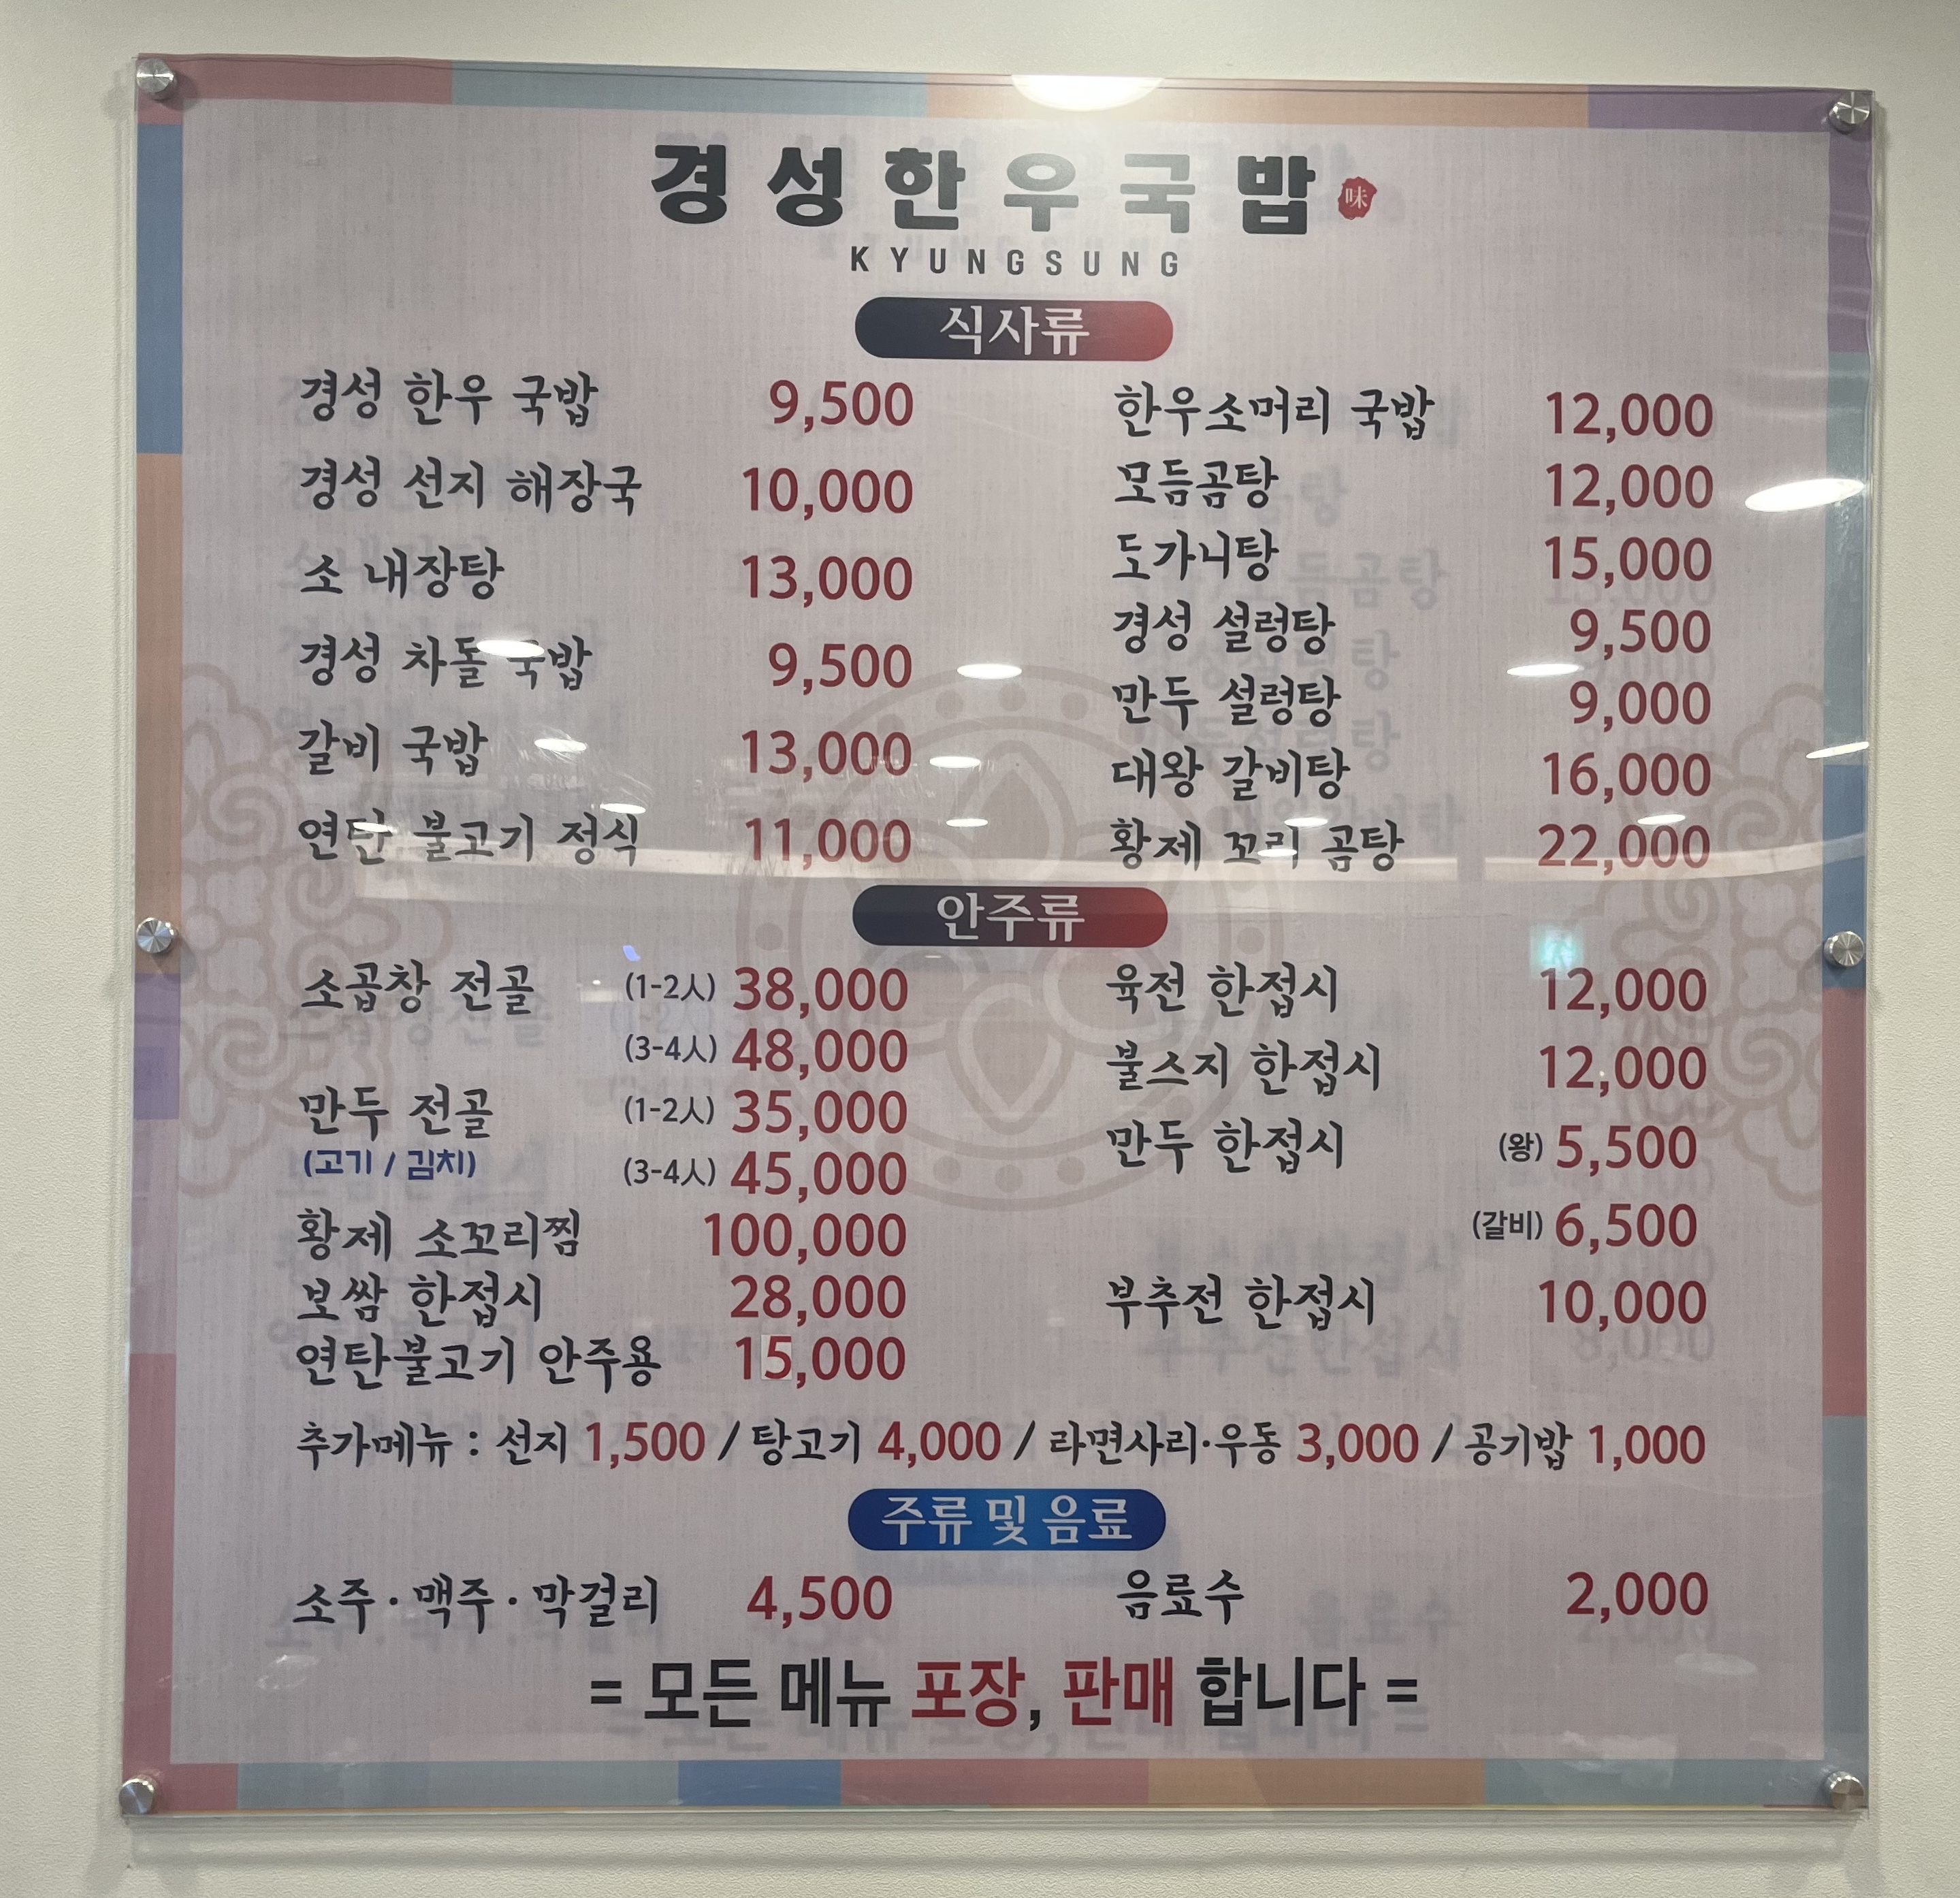 경성한우국밥 味
KYUNGSUNG
식사류
경성 한우 국밥 9,500
경성 선지 해장국 10,000
소 내장탕 13,000
경성 차돌 국밥 9,500
갈비 국밥 13,000
연탄 불고기 정식 11,000
한우소머리 국밥 12,000
모듬곰탕 12,000
도가니탕 15,000
경성 설렁탕 9,500
만두 설렁탕 9,000
대왕 갈비탕 16,000
황제 꼬리 곰탕 22,000
안주류
소곱창 전골 (1-2人) 38,000
(3-4人) 48,000
만두 전골 (1-2人) 35,000
(고기 / 김치) (3-4人) 45,000
황제 소꼬리찜 100,000
보쌈 한접시 28,000
연탄불고기 안주용 15,000
육전 한접시 12,000
불스지 한접시 12,000
만두 한접시 (왕) 5,500
(갈비) 6,500
부추전 한접시 10,000
추가메뉴 : 선지 1,500 / 탕고기 4,000 / 라면사리·우동 3,000 / 공기밥 1,000
주류 및 음료
소주 · 맥주 · 막걸리 4,500
음료수 2,000
= 모든 메뉴 포장, 판매 합니다 =